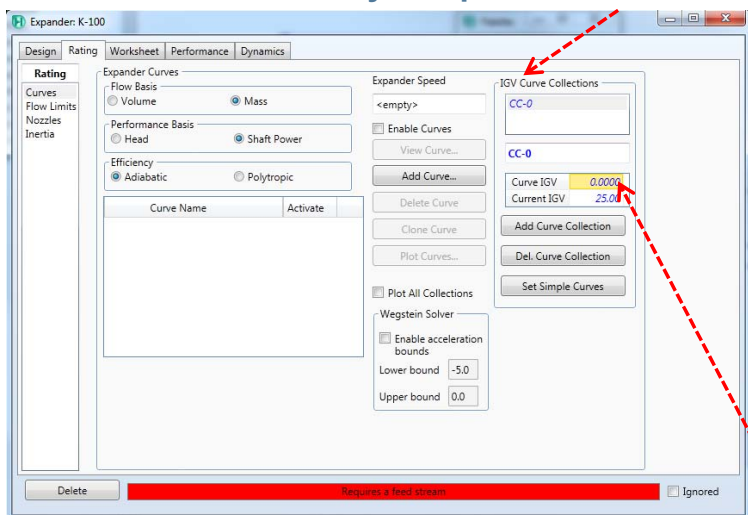 Expander: K-100
Design Rating Worksheet Performance Dynamics
Rating
Curves
Flow Limits
Nozzles
Inertia
Expander Curves
Flow Basis
Volume Mass
Performance Basis
Head Shaft Power
Efficiency
Adiabatic Polytropic
Curve Name Activate
Expander Speed
<empty>
Enable Curves
View Curve...
Add Curve...
Delete Curve
Clone Curve
Plot Curves...
Plot All Collections
Wegstein Solver
Enable acceleration
bounds
Lower bound -5.0
Upper bound 0.0
IGV Curve Collections
CC-0
CC-0
Curve IGV 0.0000
Current IGV 25.00
Add Curve Collection
Del. Curve Collection
Set Simple Curves
Delete Requires a feed stream Ignored